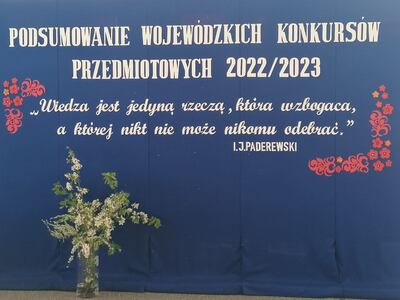 PODSUMOWANIE WOJEWÓDZKICH KONKURSÓW
PRZEDMIOTOWYCH 2022/2023
„Wiedza jest jedyną rzeczą, która wzbogaca,
a której nikt nie może nikomu odebrać.”
I.J.PADEREWSKI